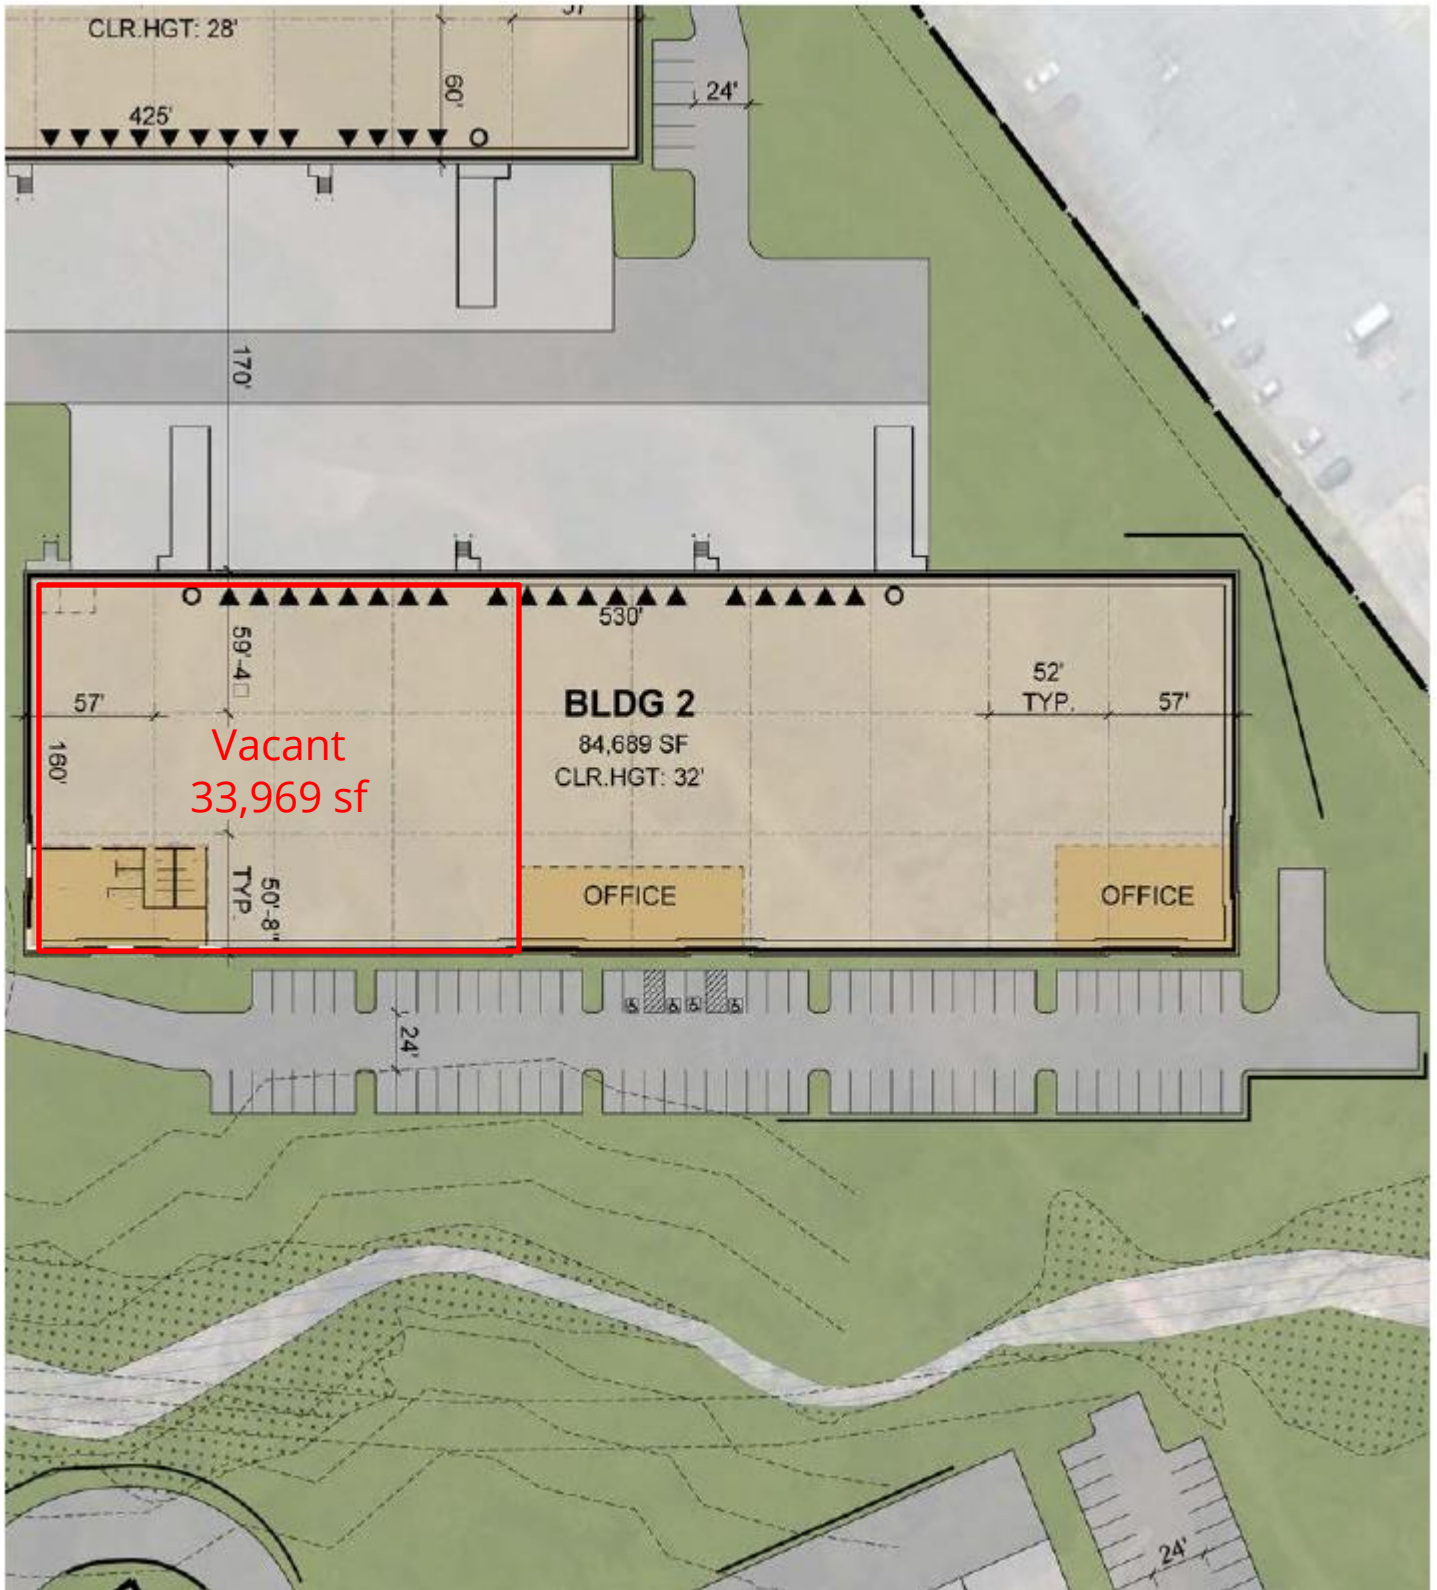 CLR.HGT: 28'
60'
24'
425'
170'
530'
59'-4
52'
TYP.
57'
57'
BLDG 2
84,689 SF
CLR.HGT: 32'
160'
Vacant
33,969 sf
50'-8"
TYP.
OFFICE
OFFICE
24'
24'